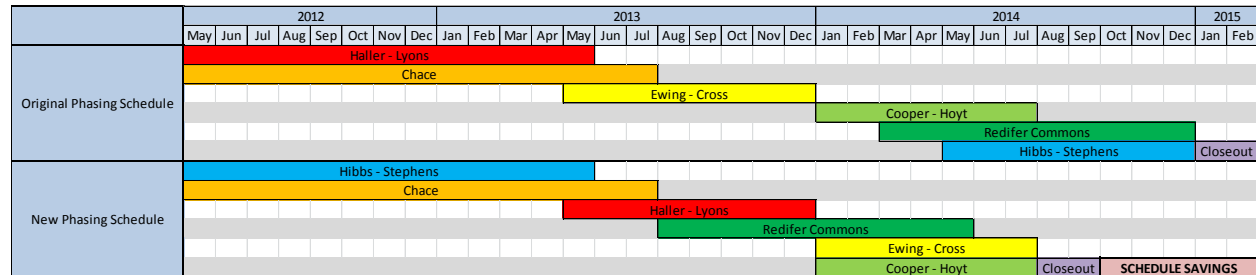 2012 2013 2014 2015
May Jun Jul Aug Sep Oct Nov Dec Jan Feb Mar Apr May Jun Jul Aug Sep Oct Nov Dec Jan Feb Mar Apr May Jun Jul Aug Sep Oct Nov Dec Jan Feb
Original Phasing Schedule
Haller - Lyons
Chace
Ewing - Cross
Cooper - Hoyt
Redifer Commons
Hibbs - Stephens Closeout
New Phasing Schedule
Hibbs - Stephens
Chace
Haller - Lyons
Redifer Commons
Ewing - Cross
Cooper - Hoyt Closeout SCHEDULE SAVINGS